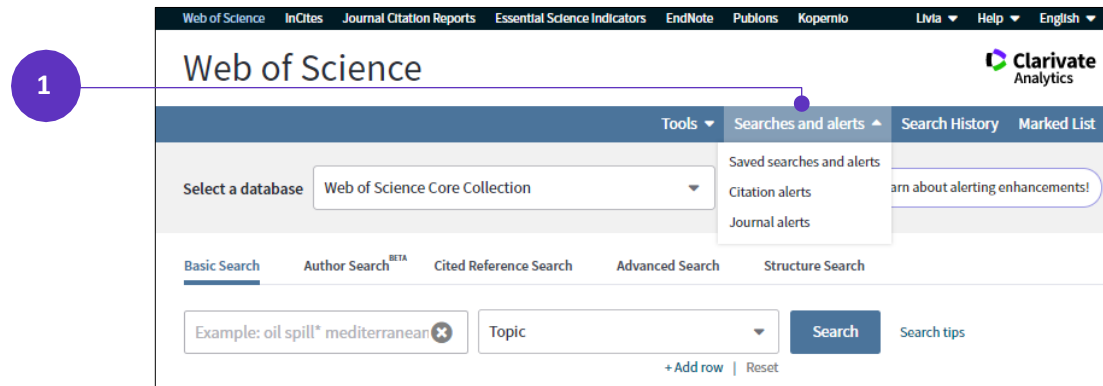 Web of Science InCites Journal Citation Reports Essential Science Indicators EndNote Publons Kopernio Livia Help English
Web of Science
Clarivate
Analytics
1
Tools Searches and alerts Search History Marked List
Saved searches and alerts
Select a database Web of Science Core Collection
Citation alerts
arn about alerting enhancements!
Journal alerts
Basic Search Author Search BETA Cited Reference Search Advanced Search Structure Search
Example: oil spill* mediterranean Topic Search Search tips
+ Add row | Reset